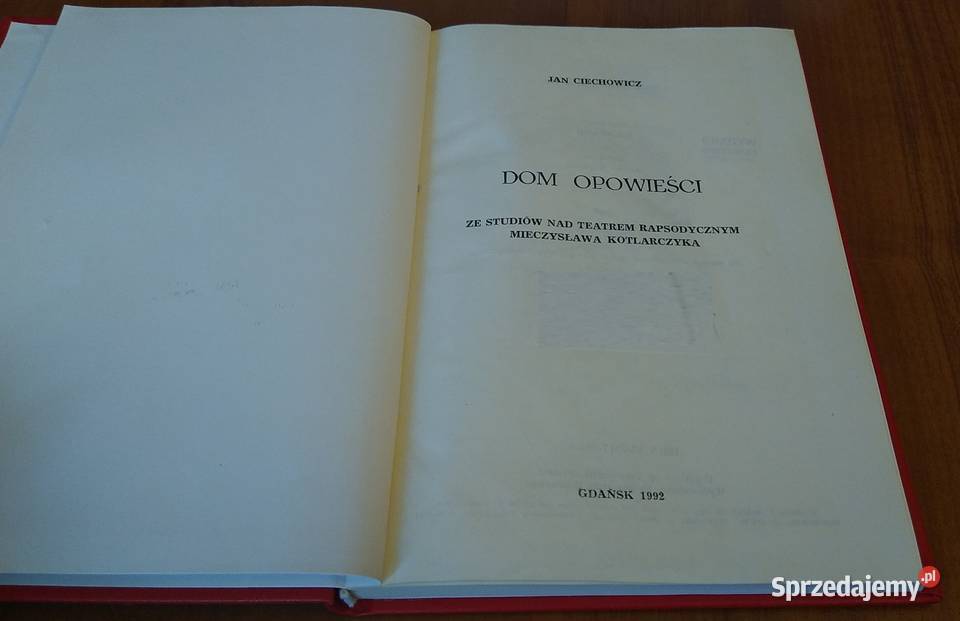 JAN CIECHOWICZ
DOM OPOWIEŚCI
ZE STUDIÓW NAD TEATREM RAPSODYCZNYM
MIECZYSŁAWA KOTLARCZYKA
GDAŃSK 1992
Sprzedajemy.pl